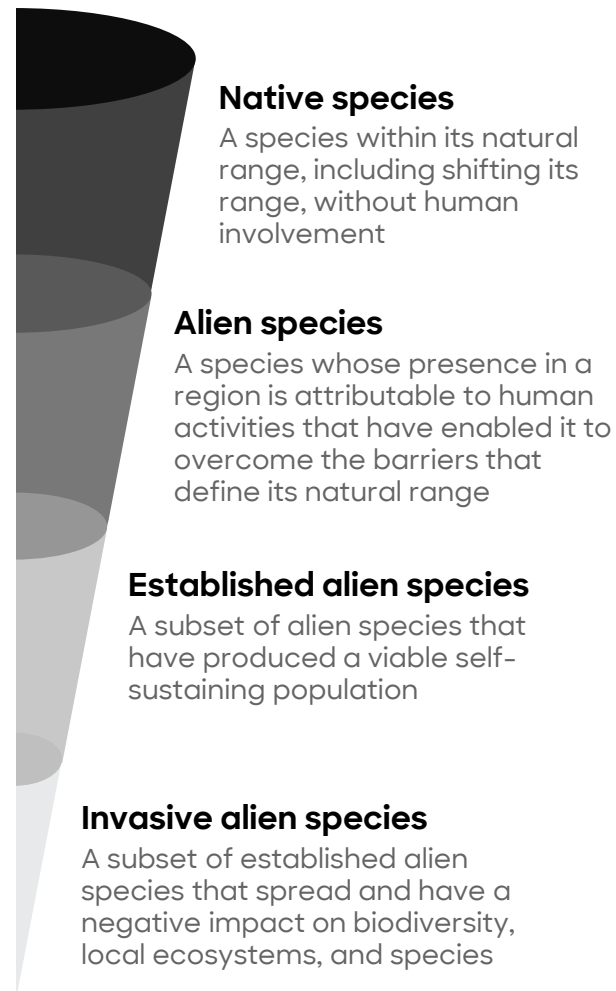 Native species
A species within its natural
range, including shifting its
range, without human
involvement
Alien species
A species whose presence in a
region is attributable to human
activities that have enabled it to
overcome the barriers that
define its natural range
Established alien species
A subset of alien species that
have produced a viable self-
sustaining population
Invasive alien species
A subset of established alien
species that spread and have a
negative impact on biodiversity,
local ecosystems, and species